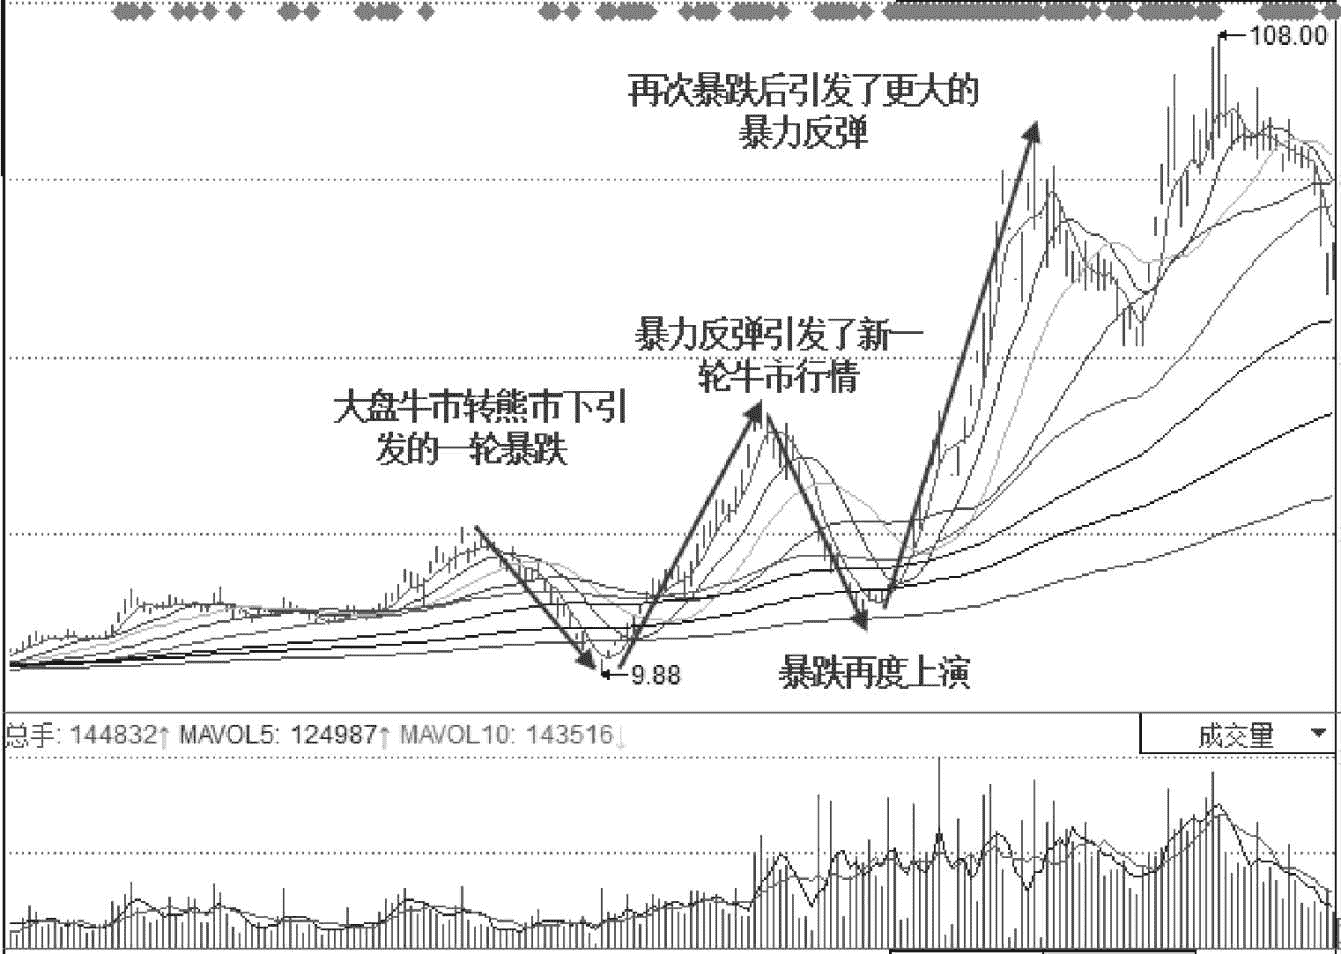 108.00
再次暴跌后引发了更大的
暴力反弹
暴力反弹引发了新一
轮牛市行情
大盘牛市转熊市下引
发的一轮暴跌
9.88
暴跌再度上演
总手: 144832↑ MAVOL5: 124987↑ MAVOL10: 143516↓
成交量